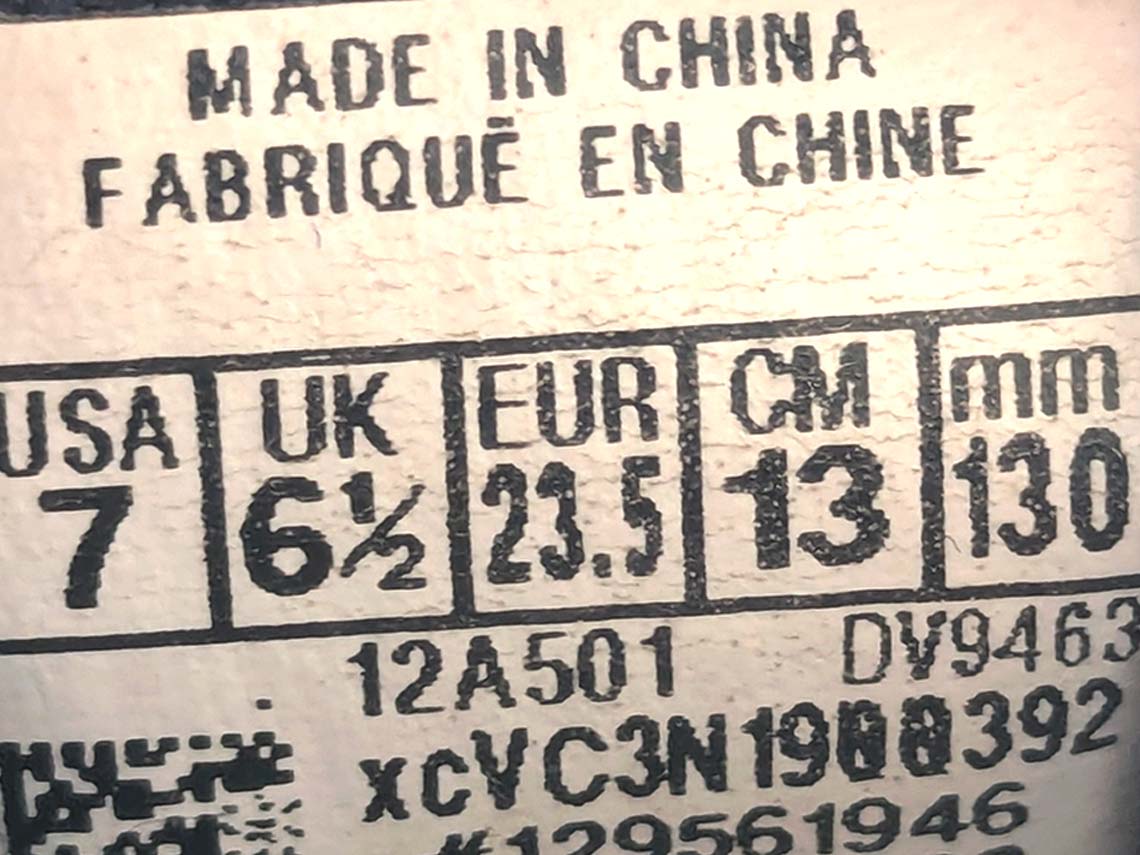 MADE IN CHINA
FABRIQUÉ EN CHINE
USA UK EUR CM mm
7 6½ 23.5 13 130
12A501 DV9463
#129561946